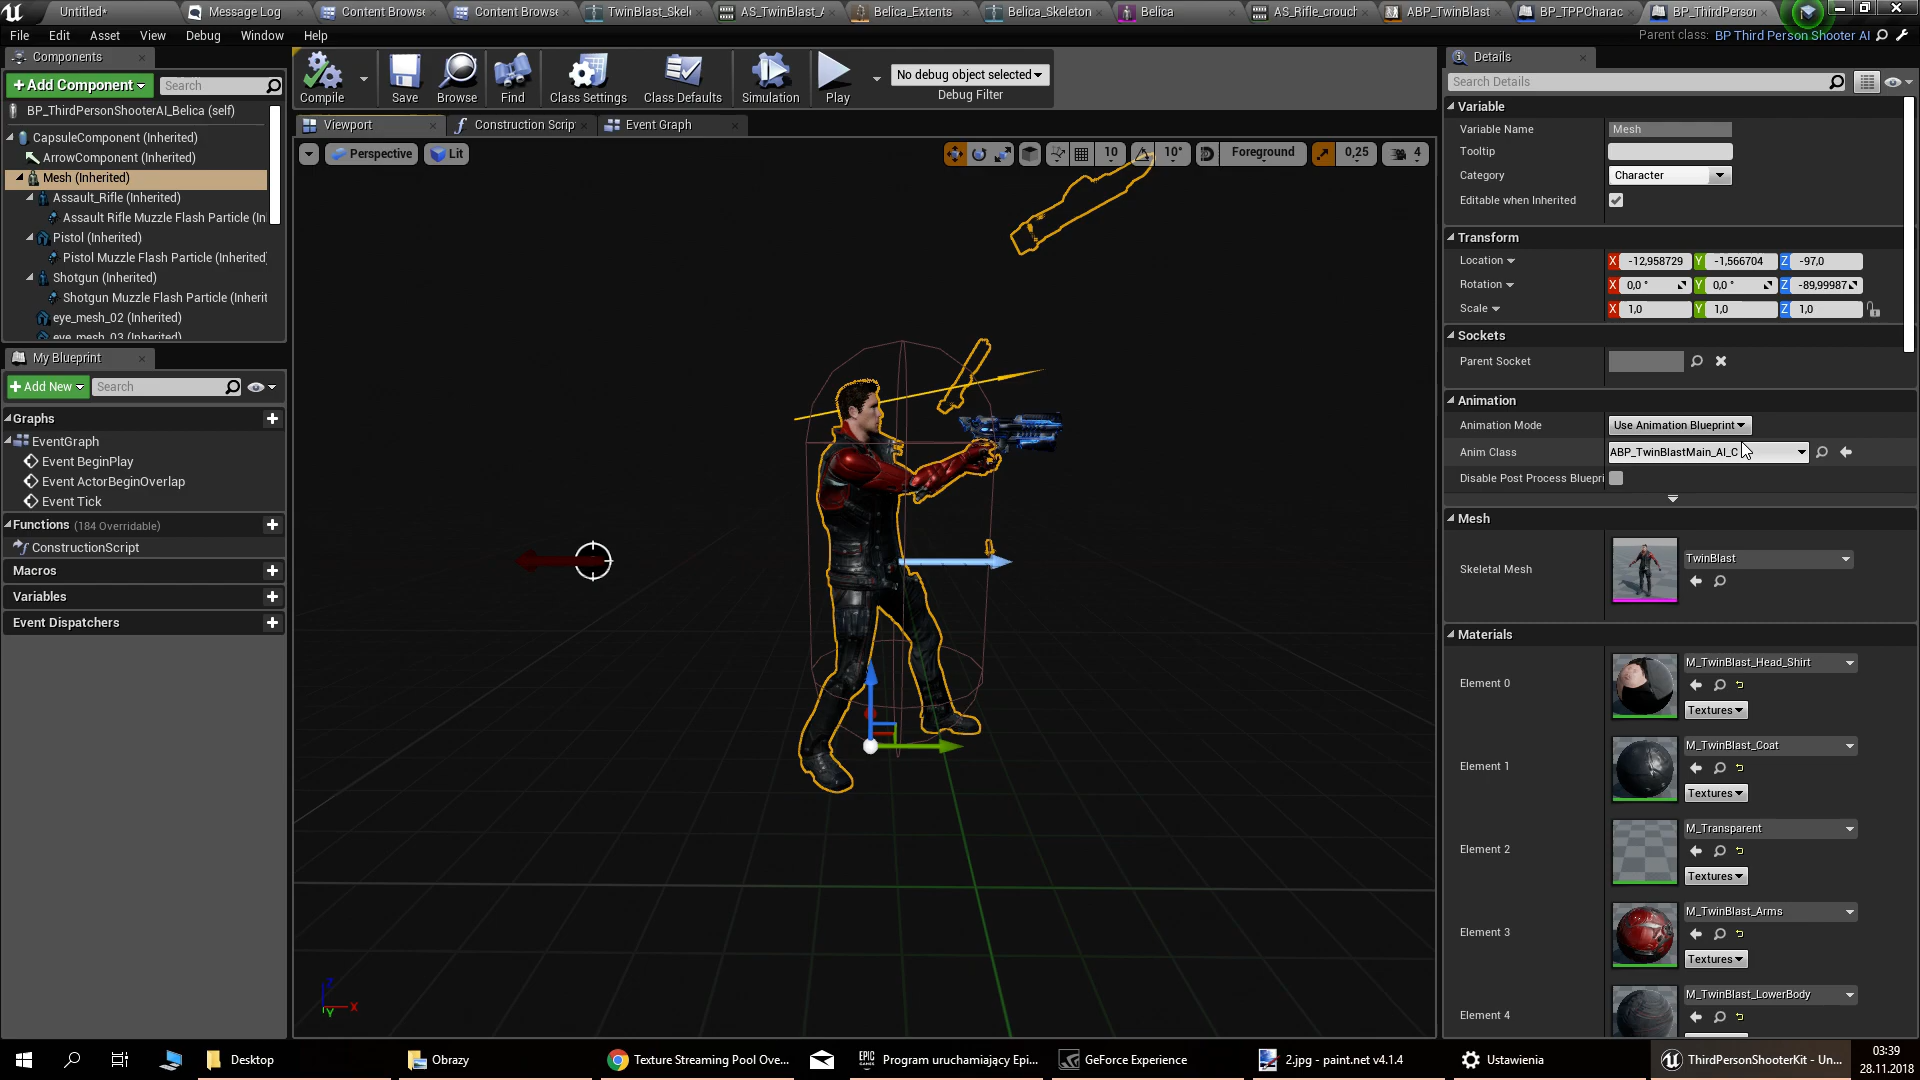 Untitled*
Message Log
Content Browse
Content Browse
TwinBlast_Skel
AS_TwinBlast_A
Belica_Extents
Belica_Skeleton
Belica
AS_Rifle_crouch
ABP_TwinBlast
BP_TPPCharac
BP_ThirdPerson
File Edit Asset View Debug Window Help
Parent class: BP Third Person Shooter AI
Components
+Add Component
Search
BP_ThirdPersonShooterAI_Belica (self)
CapsuleComponent (Inherited)
ArrowComponent (Inherited)
Mesh (Inherited)
Assault_Rifle (Inherited)
Assault Rifle Muzzle Flash Particle (In
Pistol (Inherited)
Pistol Muzzle Flash Particle (Inherited
Shotgun (Inherited)
Shotgun Muzzle Flash Particle (Inherit
eye_mesh_02 (Inherited)
eye_mesh_03 (Inherited)
My Blueprint
+Add New
Search
Graphs
EventGraph
Event BeginPlay
Event ActorBeginOverlap
Event Tick
Functions (184 Overridable)
ConstructionScript
Macros
Variables
Event Dispatchers
Compile
Save
Browse
Find
Class Settings
Class Defaults
Simulation
Play
No debug object selected
Debug Filter
Viewport
Construction Scrip
Event Graph
Perspective
Lit
10
10°
Foreground
0,25
4
Z
X
Y
Details
Search Details
Variable
Variable Name Mesh
Tooltip
Category Character
Editable when Inherited
Transform
Location X -12,958729 Y -1,566704 Z -97,0
Rotation X 0,0 ° Y 0,0 ° Z -89,99987
Scale X 1,0 Y 1,0 Z 1,0
Sockets
Parent Socket
Animation
Animation Mode Use Animation Blueprint
Anim Class ABP_TwinBlastMain_AI_C
Disable Post Process Bluepri
Mesh
Skeletal Mesh TwinBlast
Materials
Element 0 M_TwinBlast_Head_Shirt
Textures
Element 1 M_TwinBlast_Coat
Textures
Element 2 M_Transparent
Textures
Element 3 M_TwinBlast_Arms
Textures
Element 4 M_TwinBlast_LowerBody
Desktop
Obrazy
Texture Streaming Pool Ove...
EPIC GAMES
Program uruchamiający Epi...
GeForce Experience
2.jpg - paint.net v4.1.4
Ustawienia
ThirdPersonShooterKit - Un...
03:39
28.11.2018